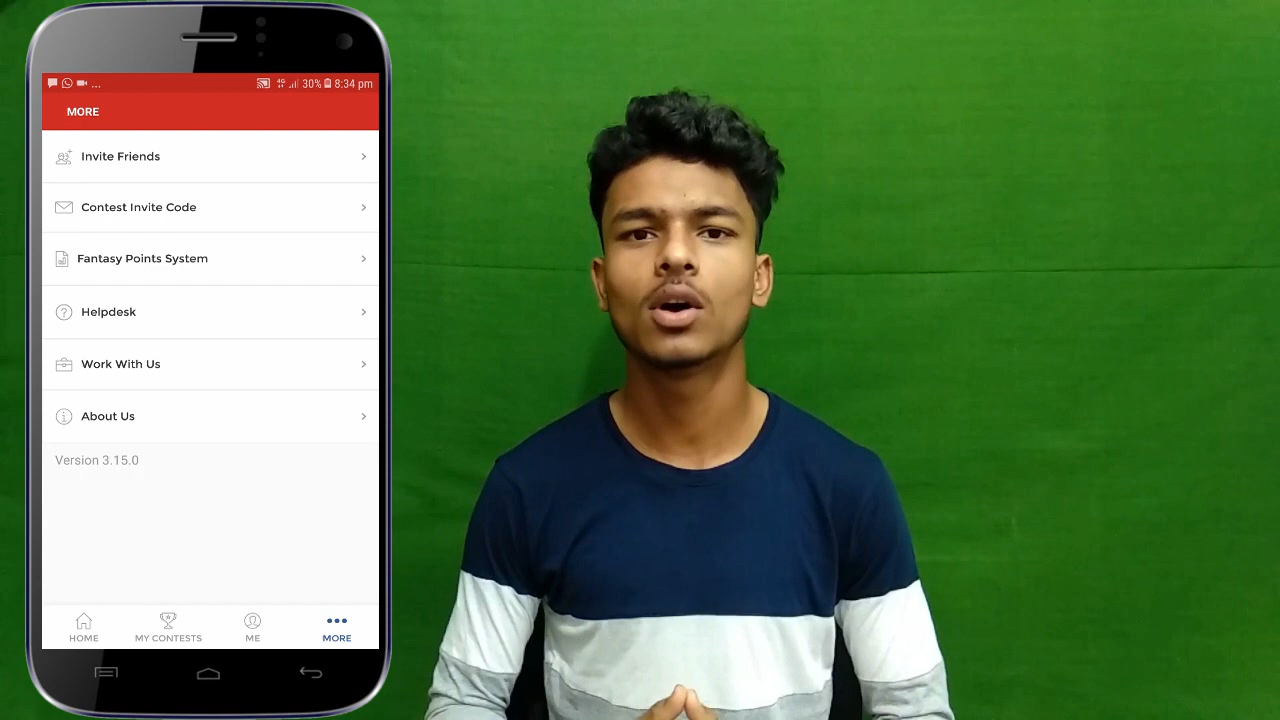 ... 4G 30% 8:34 pm
MORE
Invite Friends
Contest Invite Code
Fantasy Points System
Helpdesk
Work With Us
About Us
Version 3.15.0
HOME MY CONTESTS ME MORE